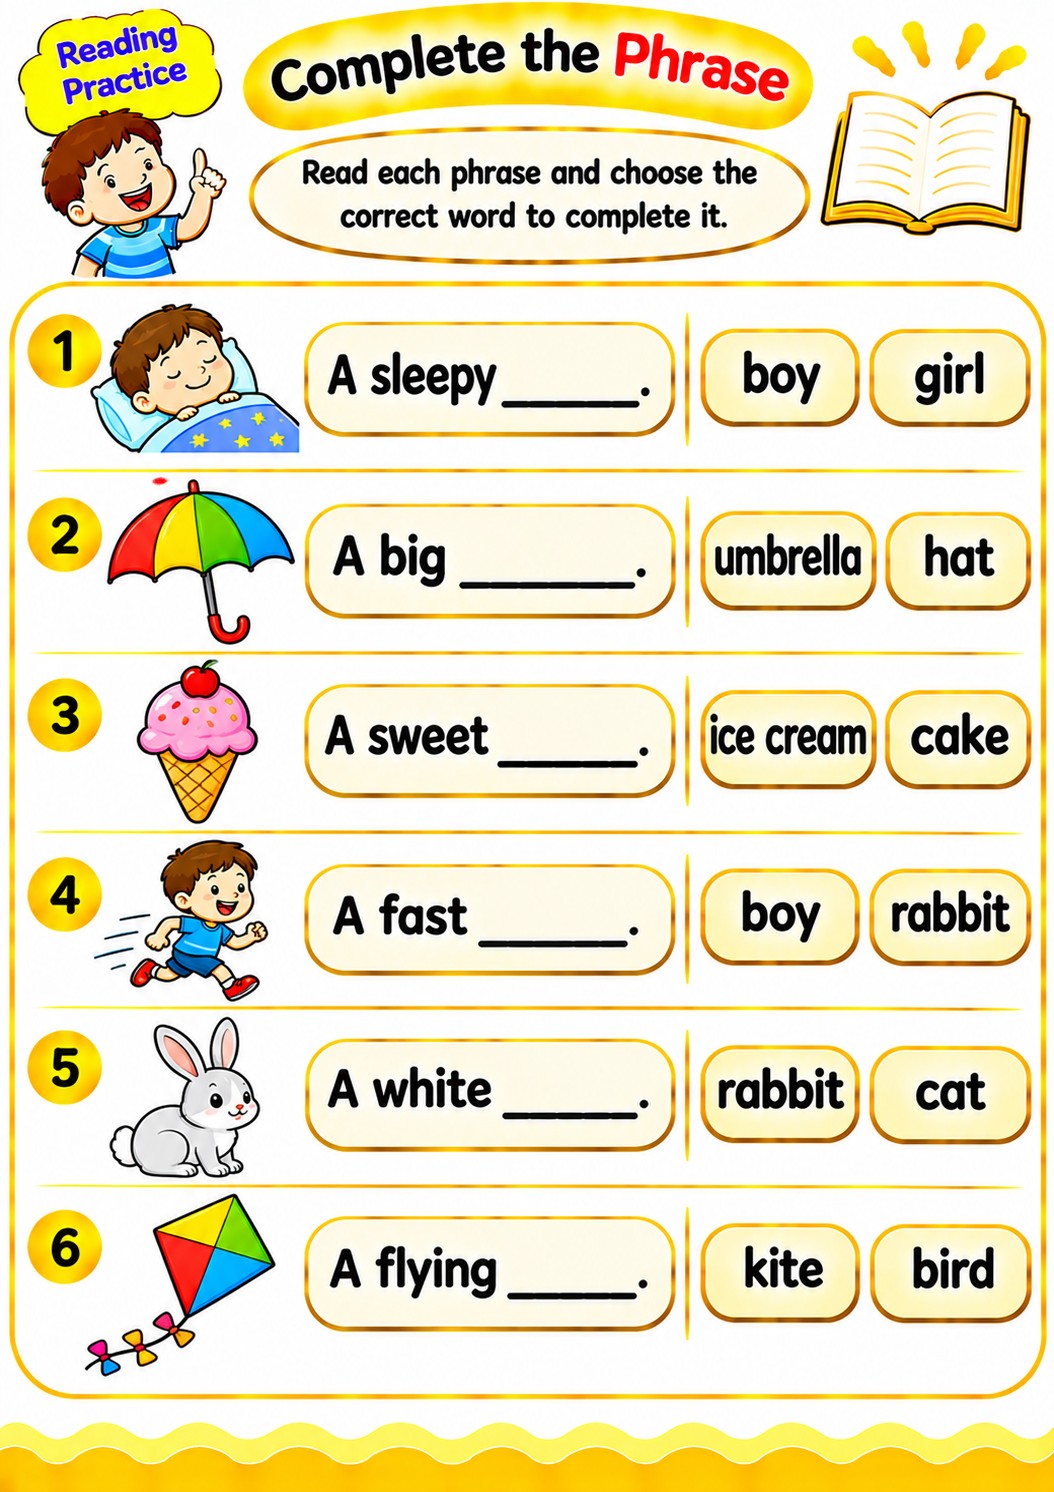 Reading
Practice
Complete the Phrase
Read each phrase and choose the
correct word to complete it.
1
A sleepy ______.
boy
girl
2
A big ______.
umbrella
hat
3
A sweet ______.
ice cream
cake
4
A fast ______.
boy
rabbit
5
A white ______.
rabbit
cat
6
A flying ______.
kite
bird